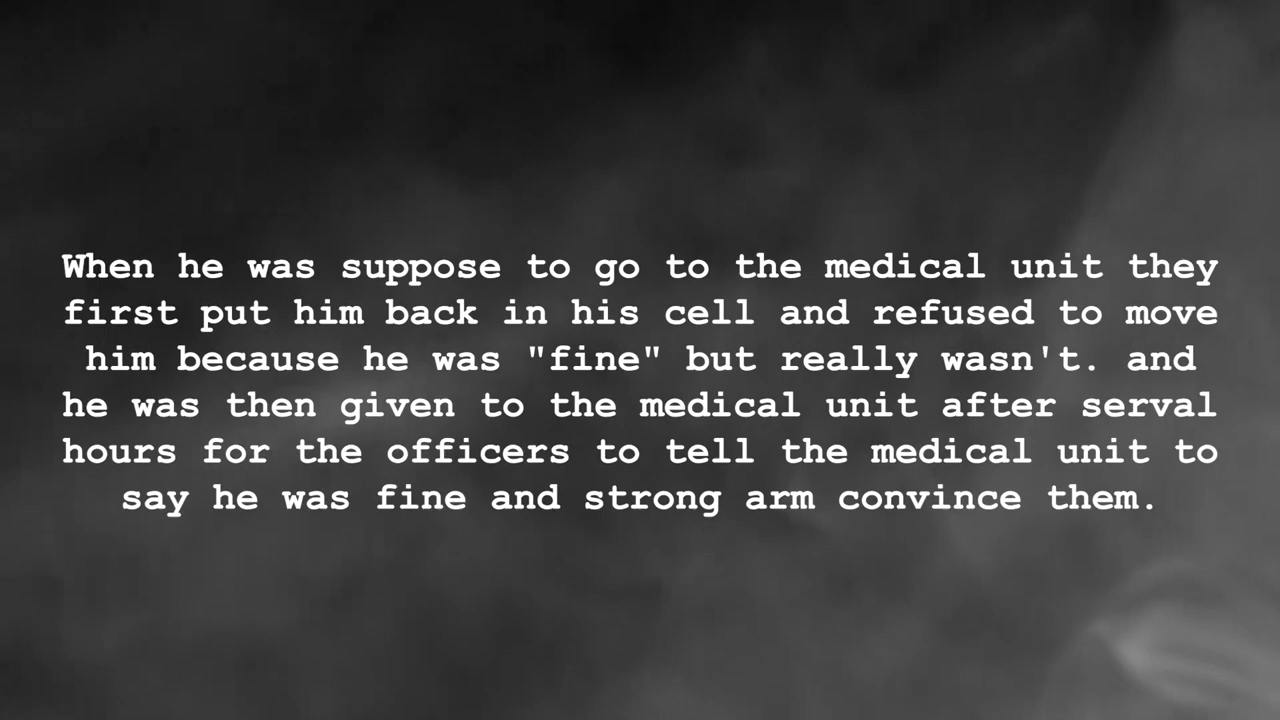 When he was suppose to go to the medical unit they
first put him back in his cell and refused to move
him because he was "fine" but really wasn't. and
he was then given to the medical unit after serval
hours for the officers to tell the medical unit to
say he was fine and strong arm convince them.